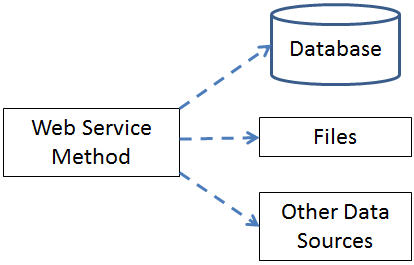 Database
Web Service
Method
Files
Other Data
Sources